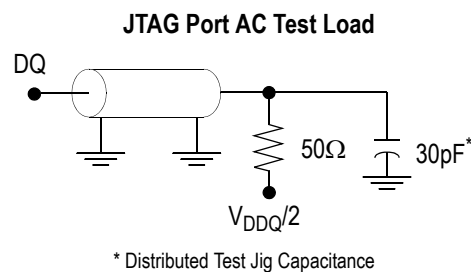 JTAG Port AC Test Load
DQ
50Ω
30pF*
VDDQ/2
* Distributed Test Jig Capacitance